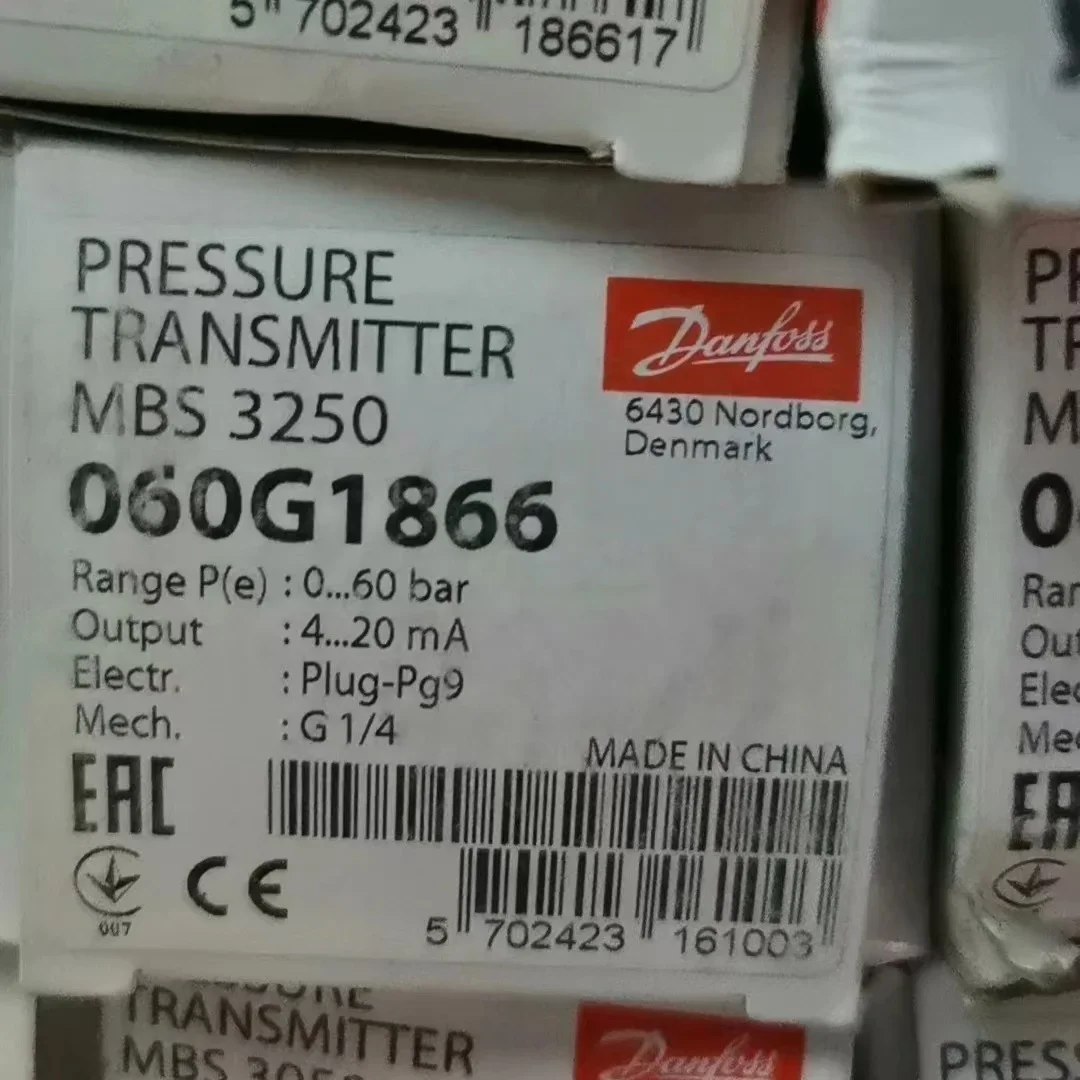 5 702423 186617
PRESSURE
TRANSMITTER
MBS 3250
060G1866
Danfoss
6430 Nordborg,
Denmark
Range P(e) : 0...60 bar
Output : 4...20 mA
Electr. : Plug-Pg9
Mech. : G 1/4
MADE IN CHINA
EAC
007
CE
5 702423 161003
TRANSMITTER
MBS
Danfoss